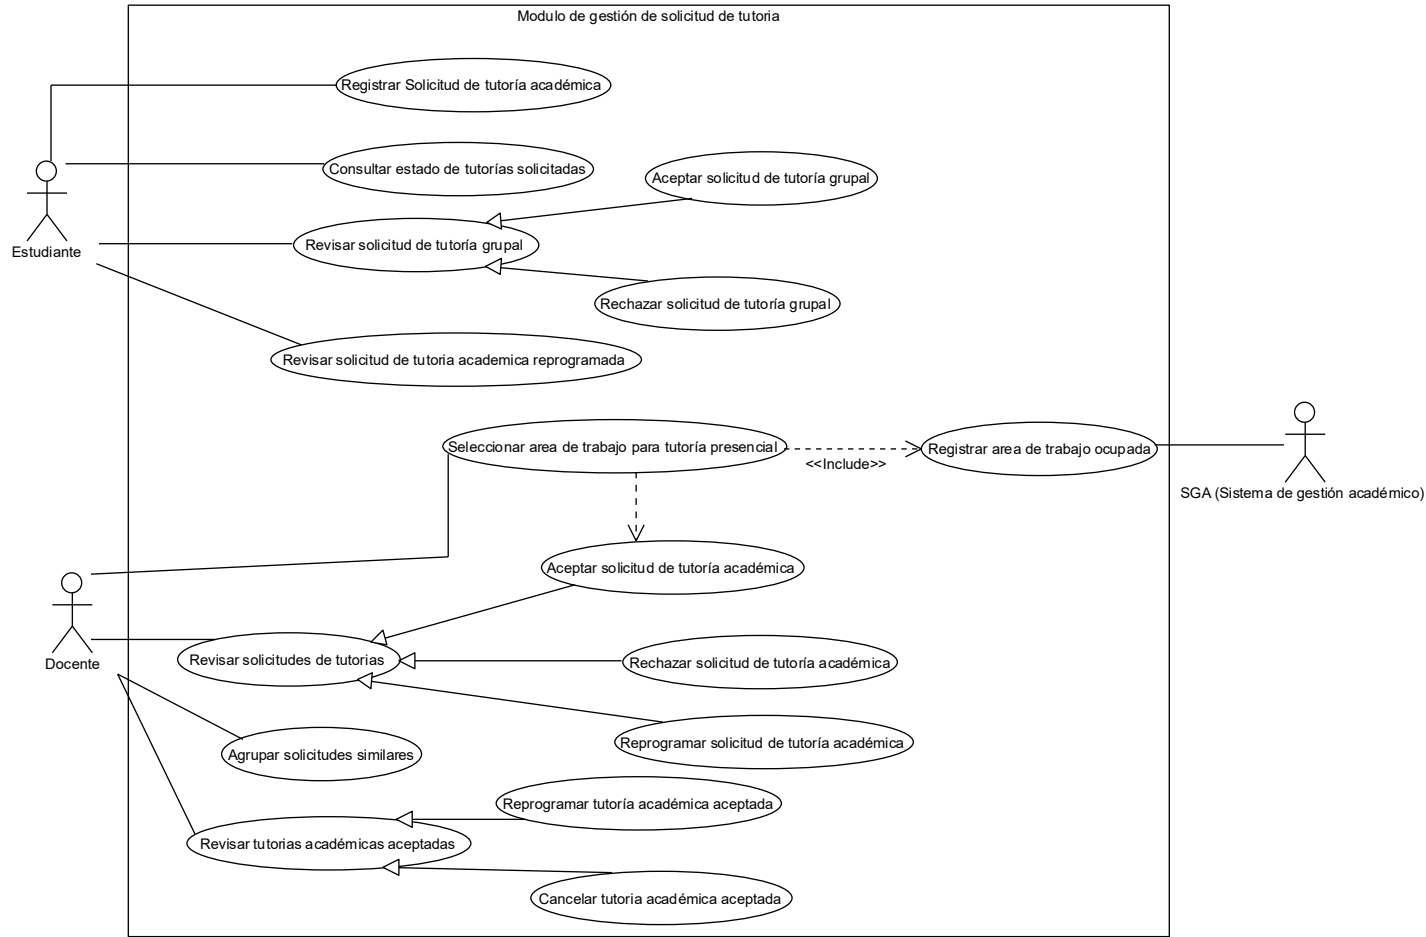 Modulo de gestión de solicitud de tutoria
Registrar Solicitud de tutoría académica
Consultar estado de tutorías solicitadas
Aceptar solicitud de tutoría grupal
Estudiante
Revisar solicitud de tutoría grupal
Rechazar solicitud de tutoría grupal
Revisar solicitud de tutoria academica reprogramada
Seleccionar area de trabajo para tutoría presencial
<<Include>>
Registrar area de trabajo ocupada
SGA (Sistema de gestión académico)
Aceptar solicitud de tutoría académica
Docente
Revisar solicitudes de tutorias
Rechazar solicitud de tutoría académica
Reprogramar solicitud de tutoría académica
Agrupar solicitudes similares
Reprogramar tutoría académica aceptada
Revisar tutorias académicas aceptadas
Cancelar tutoria académica aceptada